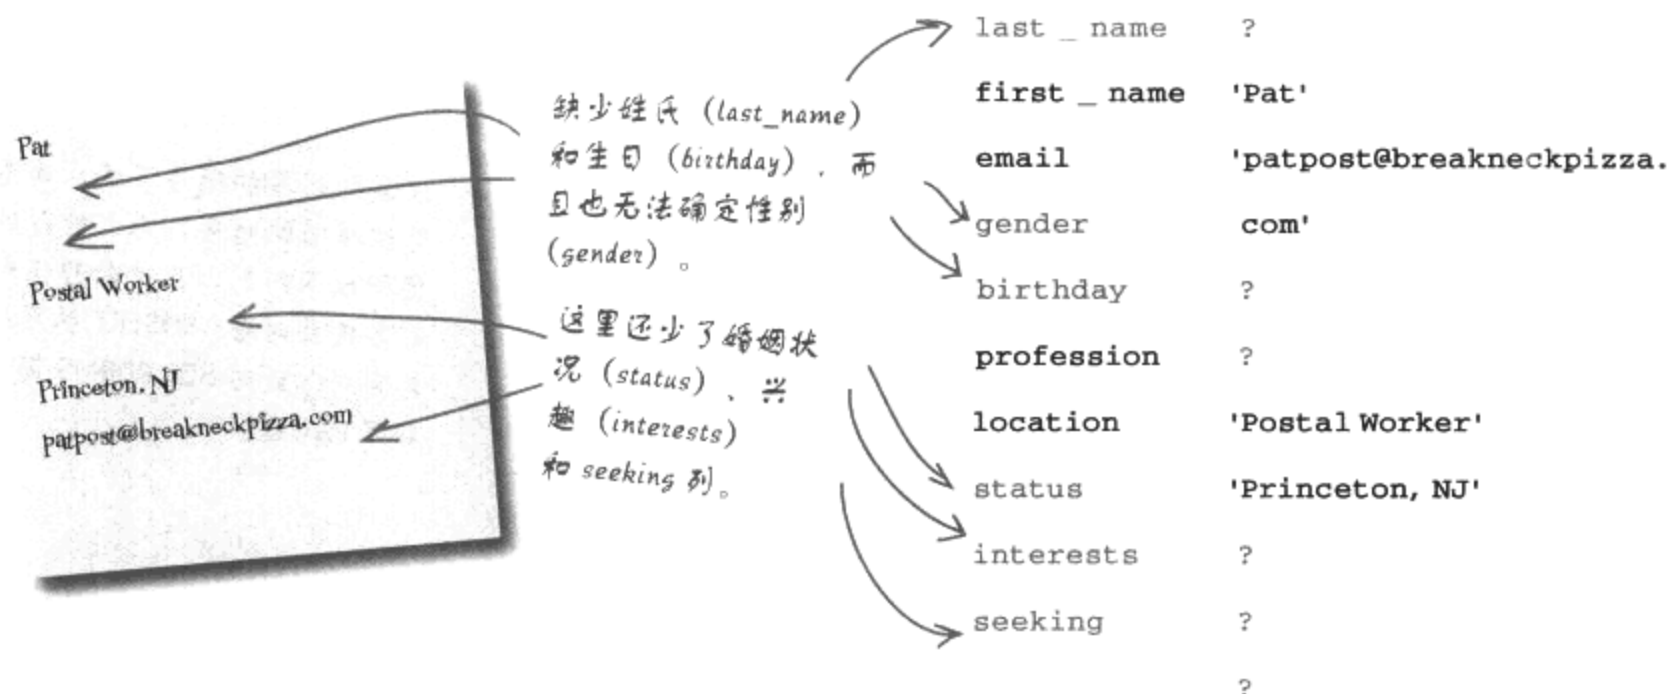 Pat
Postal Worker
Princeton, NJ
patpost@breakneckpizza.com
缺少姓氏 (last_name)
和生日 (birthday) ,而
且也无法确定性别
(gender) 。
这里还少了婚姻状
况 (status) 、兴
趣 (interests)
和 seeking 列。
last _ name ?
first _ name 'Pat'
email 'patpost@breakneckpizza.
gender com'
birthday ?
profession ?
location 'Postal Worker'
status 'Princeton, NJ'
interests ?
seeking ?
?